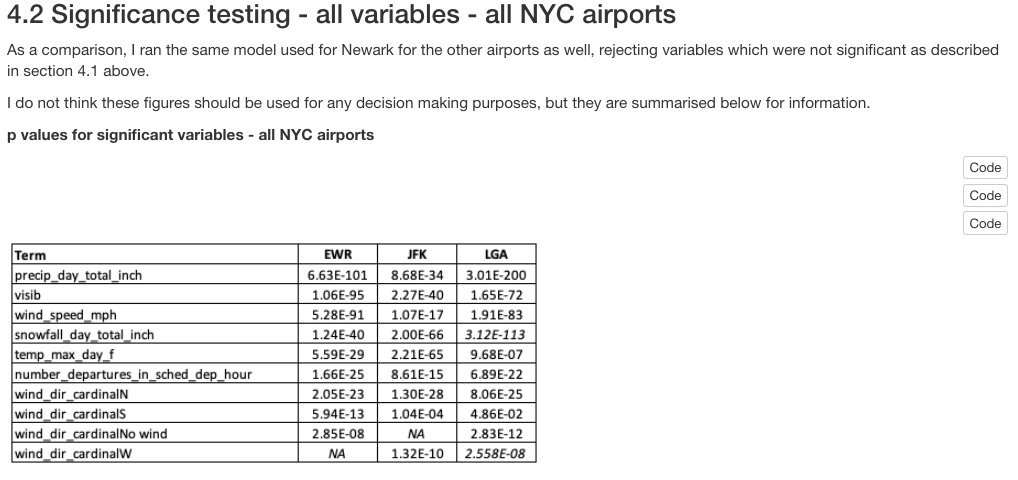 4.2 Significance testing - all variables - all NYC airports
As a comparison, I ran the same model used for Newark for the other airports as well, rejecting variables which were not significant as described
in section 4.1 above.
I do not think these figures should be used for any decision making purposes, but they are summarised below for information.
p values for significant variables - all NYC airports
Code
Code
Code
Term EWR JFK LGA
precip_day_total_inch 6.63E-101 8.68E-34 3.01E-200
visib 1.06E-95 2.27E-40 1.65E-72
wind_speed_mph 5.28E-91 1.07E-17 1.91E-83
snowfall_day_total_inch 1.24E-40 2.00E-66 3.12E-113
temp_max_day_f 5.59E-29 2.21E-65 9.68E-07
number_departures_in_sched_dep_hour 1.66E-25 8.61E-15 6.89E-22
wind_dir_cardinalN 2.05E-23 1.30E-28 8.06E-25
wind_dir_cardinalS 5.94E-13 1.04E-04 4.86E-02
wind_dir_cardinalNo wind 2.85E-08 NA 2.83E-12
wind_dir_cardinalW NA 1.32E-10 2.558E-08